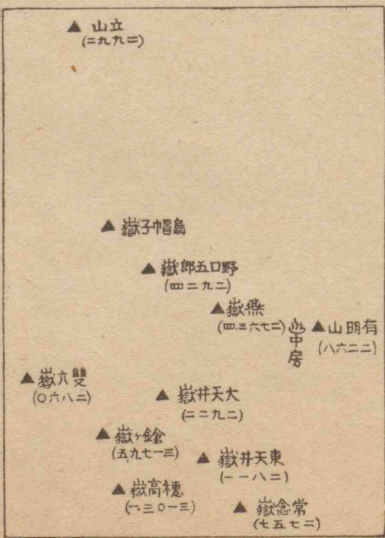 立山
(二九九二)
烏帽子嶽
野口五郎嶽
(二九二四)
燕嶽
(二七六三.四)
♨中房
有明山
(二二六八)
雙六嶽
(二八六〇)
大天井嶽
(二九二二)
鎗ヶ嶽
(三一七九五)
東天井嶽
(二八一一)
穗高嶽
(三一〇三.一)
常念嶽
(二七五七)